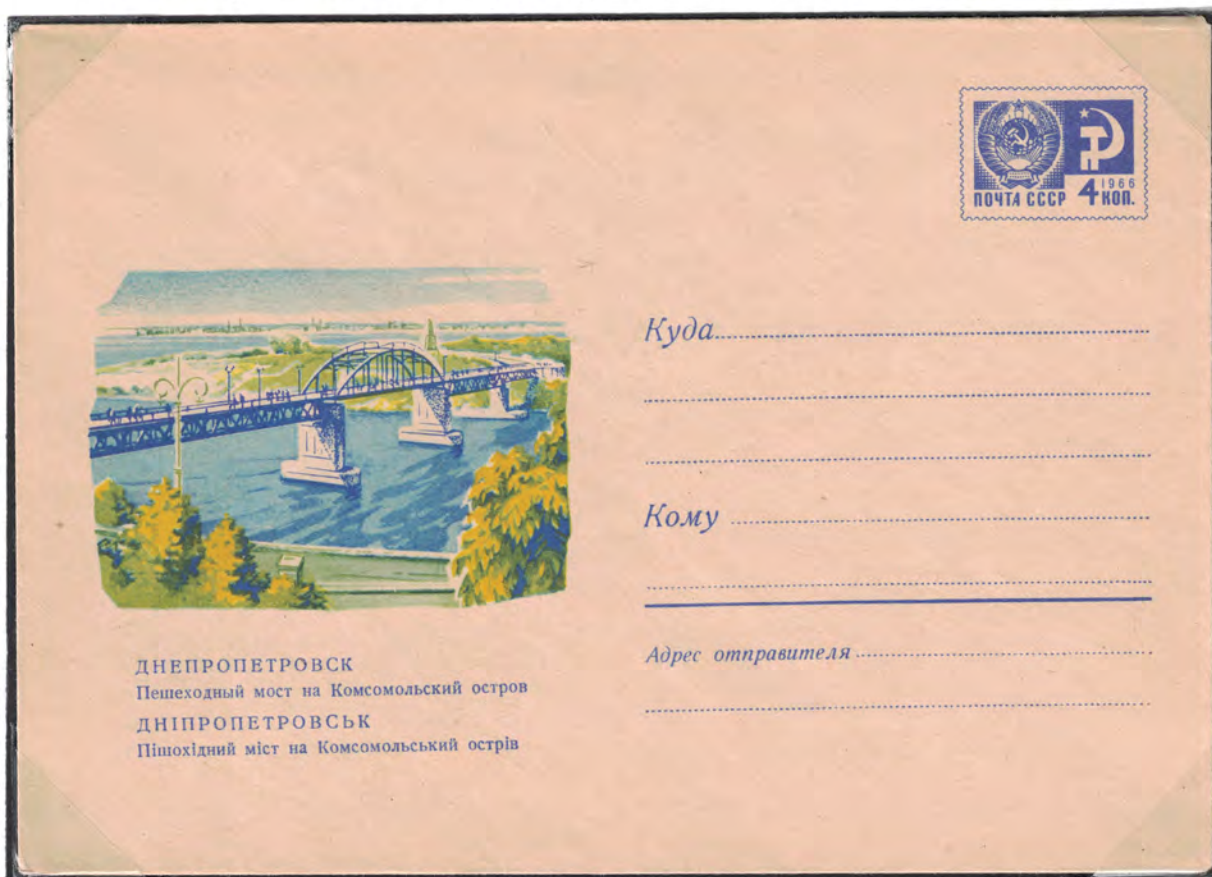 1966
ПОЧТА СССР 4 КОП.
Куда
Кому
Адрес отправителя
ДНЕПРОПЕТРОВСК
Пешеходный мост на Комсомольский остров
ДНІПРОПЕТРОВСЬК
Пішохідний міст на Комсомольський острів